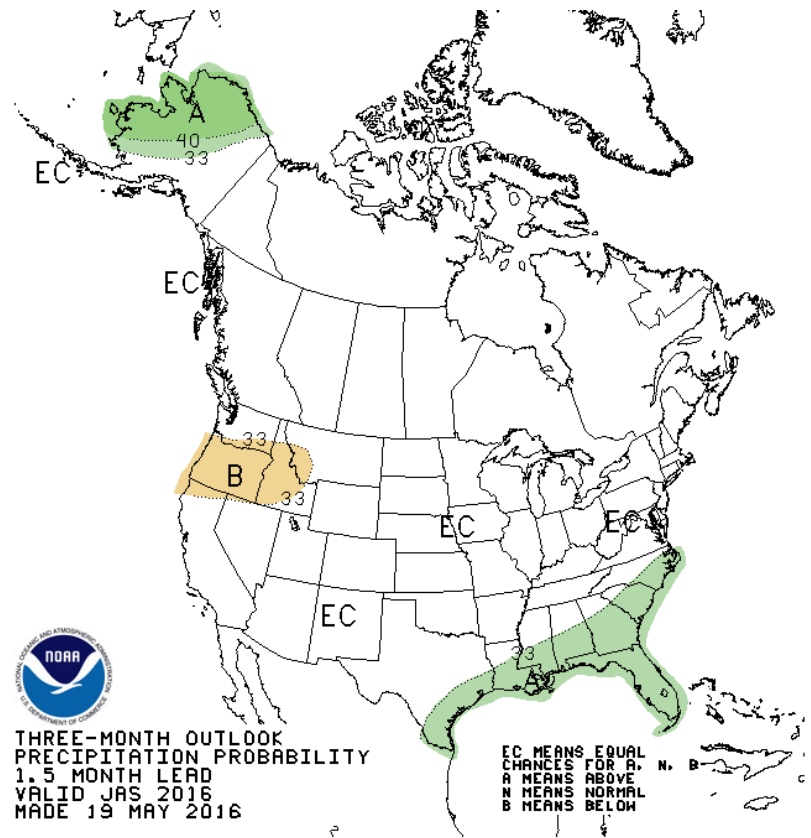 A
40
33
EC
EC
33
B
33
EC
EC
EC
33
A
NATIONAL OCEANIC AND ATMOSPHERIC ADMINISTRATION
NOAA
U.S. DEPARTMENT OF COMMERCE
THREE-MONTH OUTLOOK
PRECIPITATION PROBABILITY
1.5 MONTH LEAD
VALID JAS 2016
MADE 19 MAY 2016
EC MEANS EQUAL
CHANCES FOR A, N, B
A MEANS ABOVE
N MEANS NORMAL
B MEANS BELOW